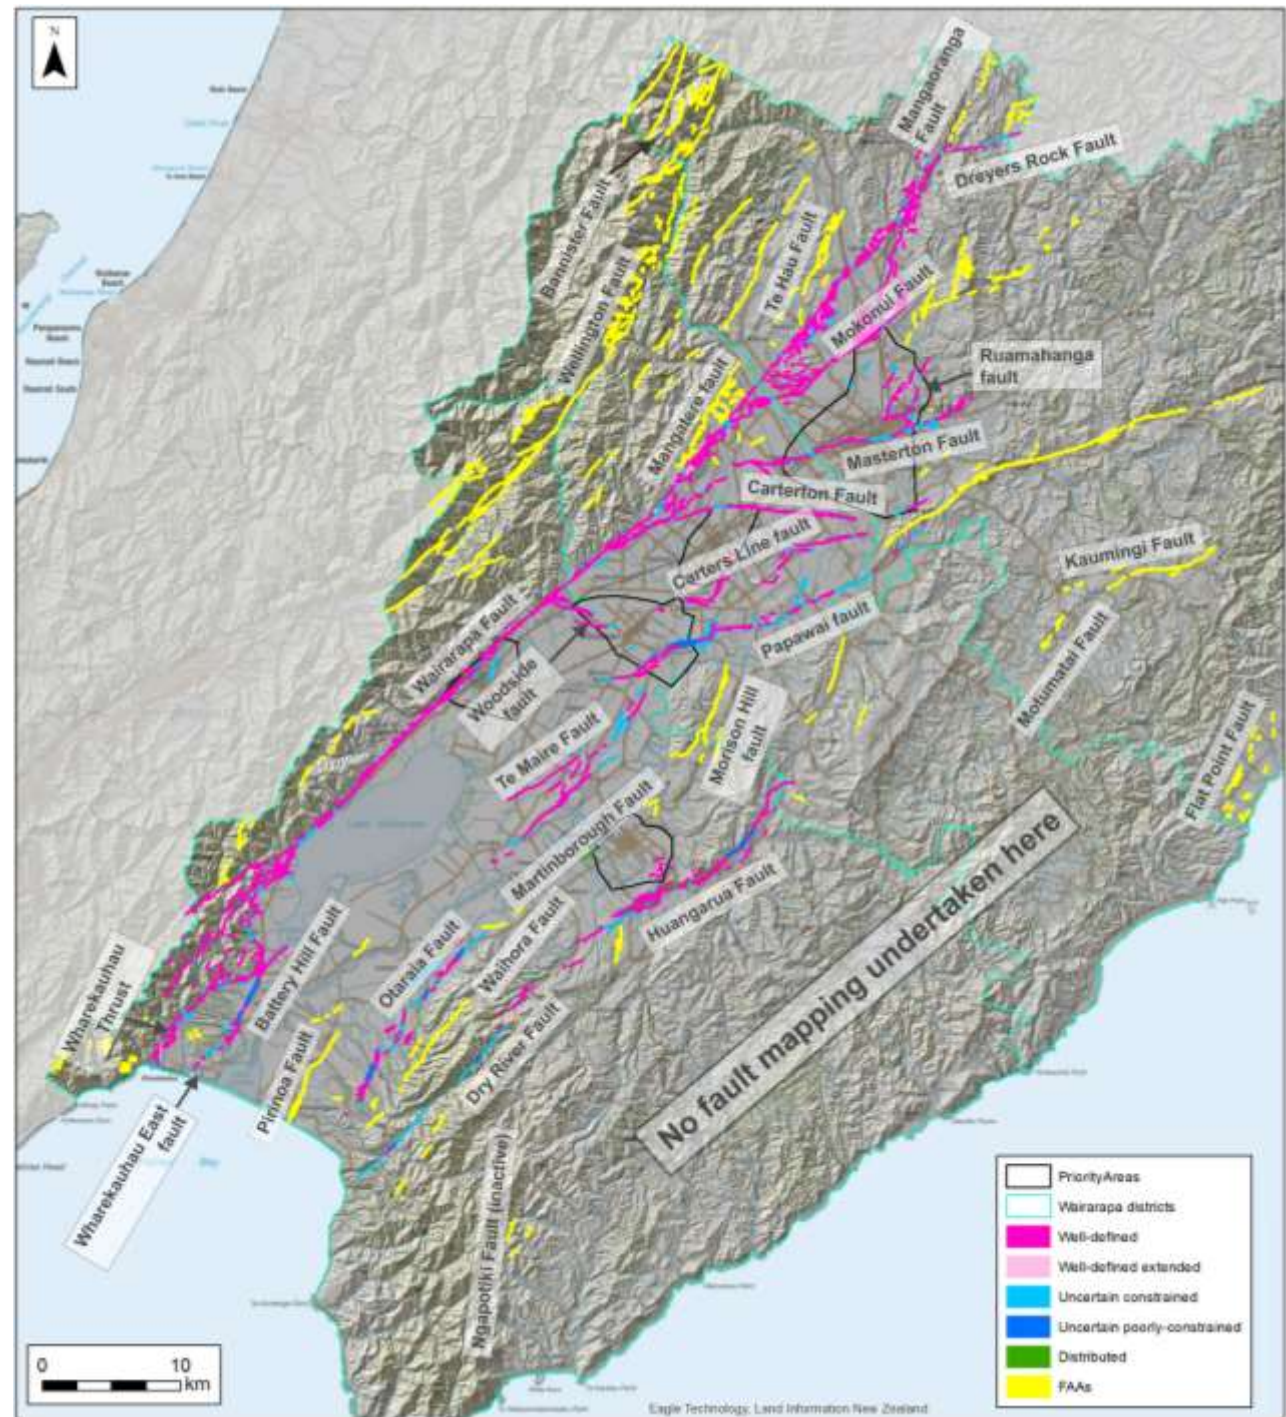 N
Mangaoranga
Fault
Dreyers Rock Fault
Bannister Fault
Te Hau Fault
Wellington Fault
Mokonui Fault
Ruamahanga
fault
Mangatere fault
Masterton Fault
Carterton Fault
Carters Line fault
Kaumingi Fault
Wairarapa Fault
Woodside
fault
Papawai fault
Motumatai Fault
Morison Hill
fault
Te Maire Fault
Flat Point Fault
Martinborough Fault
Huangarua Fault
Waihora Fault
Otaraia Fault
Battery Hill Fault
Wharekauhau
Thrust
No fault mapping undertaken here
Dry River Fault
Pirinoa Fault
Wharekauhau East
fault
Ngapotiki Fault (inactive)
PriorityAreas
Wairarapa districts
Well-defined
Well-defined extended
Uncertain constrained
Uncertain poorly-constrained
Distributed
FAAs
0 10
km
Eagle Technology, Land Information New Zealand